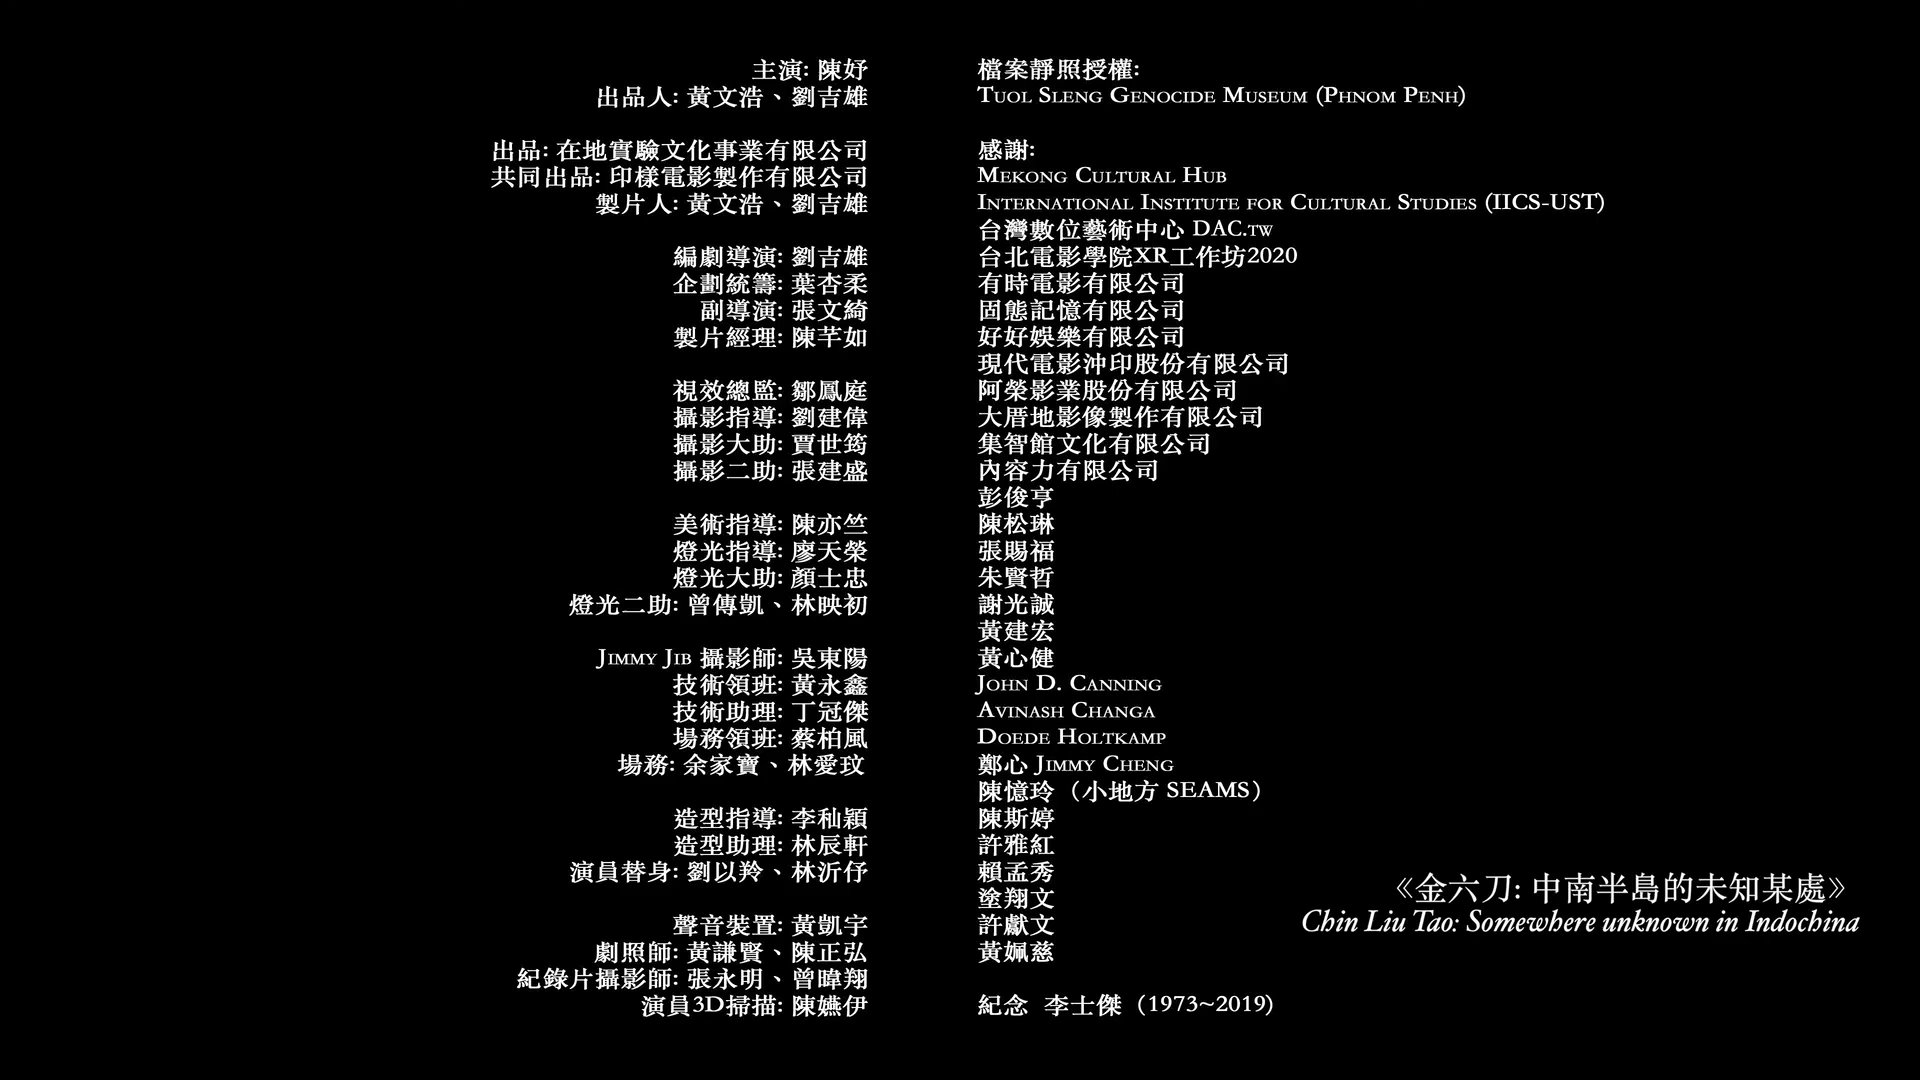 主演: 陳妤
出品人: 黃文浩、劉吉雄
出品: 在地實驗文化事業有限公司
共同出品: 印樣電影製作有限公司
製片人: 黃文浩、劉吉雄
編劇導演: 劉吉雄
企劃統籌: 葉杏柔
副導演: 張文綺
製片經理: 陳芊如
視效總監: 鄒鳳庭
攝影指導: 劉建偉
攝影大助: 賈世筠
攝影二助: 張建盛
美術指導: 陳亦竺
燈光指導: 廖天榮
燈光大助: 顏士忠
燈光二助: 曾傳凱、林映初
Jimmy Jib 攝影師: 吳東陽
技術領班: 黃永鑫
技術助理: 丁冠傑
場務領班: 蔡柏風
場務: 余家寶、林愛玟
造型指導: 李秈穎
造型助理: 林辰軒
演員替身: 劉以羚、林沂伃
聲音裝置: 黃凱宇
劇照師: 黃謙賢、陳正弘
紀錄片攝影師: 張永明、曾暐翔
演員3D掃描: 陳嬿伊
檔案靜照授權:
Tuol Sleng Genocide Museum (Phnom Penh)
感謝:
Mekong Cultural Hub
International Institute for Cultural Studies (IICS-UST)
台灣數位藝術中心 DAC.tw
台北電影學院XR工作坊2020
有時電影有限公司
固態記憶有限公司
好好娛樂有限公司
現代電影沖印股份有限公司
阿榮影業股份有限公司
大厝地影像製作有限公司
集智館文化有限公司
內容力有限公司
彭俊亨
陳松琳
張賜福
朱賢哲
謝光誠
黃建宏
黃心健
John D. Canning
Avinash Changa
Doede Holtkamp
鄭心 Jimmy Cheng
陳憶玲（小地方 SEAMS）
陳斯婷
許雅紅
賴孟秀
塗翔文
許獻文
黃姵慈
紀念 李士傑（1973~2019)
《金六刀: 中南半島的未知某處》
Chin Liu Tao: Somewhere unknown in Indochina